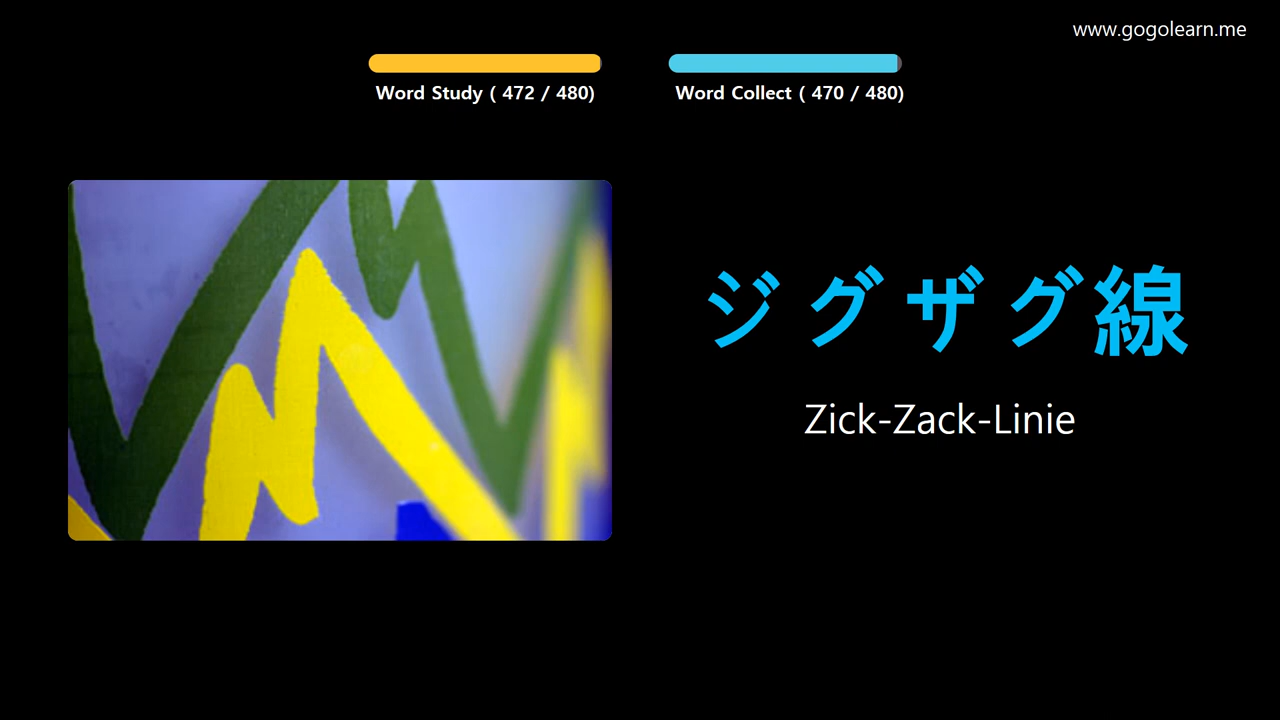 www.gogolearn.me
Word Study ( 472 / 480)
Word Collect ( 470 / 480)
ジグザグ線
Zick-Zack-Linie